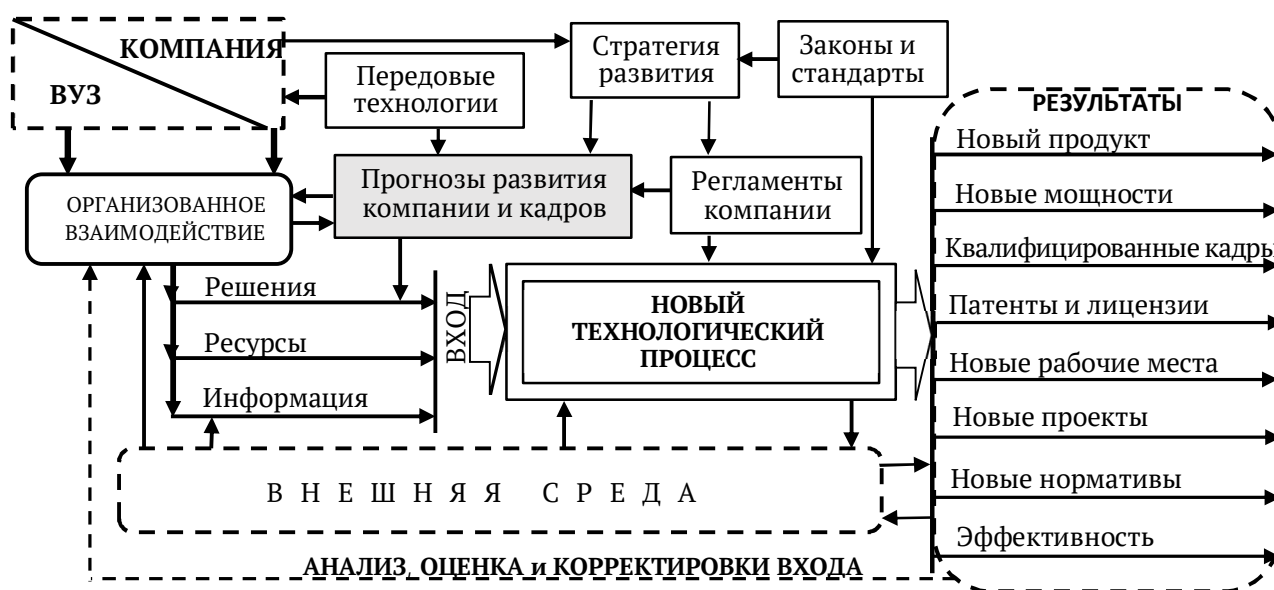 КОМПАНИЯ
ВУЗ
Передовые
технологии
Стратегия
развития
Законы и
стандарты
РЕЗУЛЬТАТЫ
Новый продукт
Новые мощности
Квалифицированные кадры
Патенты и лицензии
Новые рабочие места
Новые проекты
Новые нормативы
Эффективность
ОРГАНИЗОВАННОЕ
ВЗАИМОДЕЙСТВИЕ
Прогнозы развития
компании и кадров
Регламенты
компании
Решения
Ресурсы
Информация
ВХОД
НОВЫЙ
ТЕХНОЛОГИЧЕСКИЙ
ПРОЦЕСС
ВНЕШНЯЯ СРЕДА
АНАЛИЗ, ОЦЕНКА и КОРРЕКТИРОВКИ ВХОДА